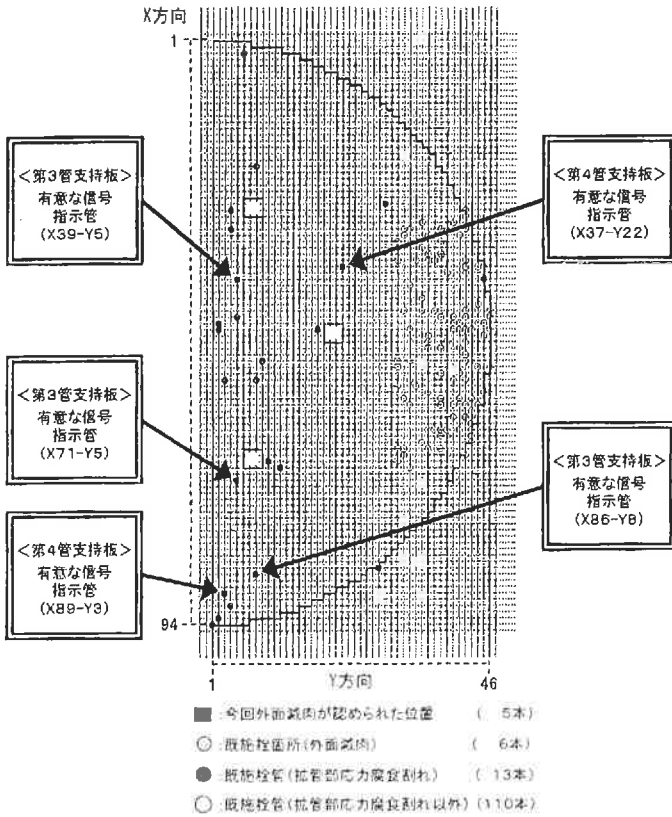 X方向
1
<第3管支持板>
有意な信号
指示管
(X39-Y5)
<第4管支持板>
有意な信号
指示管
(X37-Y22)
<第3管支持板>
有意な信号
指示管
(X71-Y5)
<第3管支持板>
有意な信号
指示管
(X86-Y8)
<第4管支持板>
有意な信号
指示管
(X89-Y3)
94
1
Y方向
46
■ :今回外面減肉が認められた位置 ( 5本)
○ :既施栓箇所(外面減肉) ( 6本)
● :既施栓管(拡管部応力腐食割れ) ( 13本)
○ :既施栓管(拡管部応力腐食割れ以外) (110本)